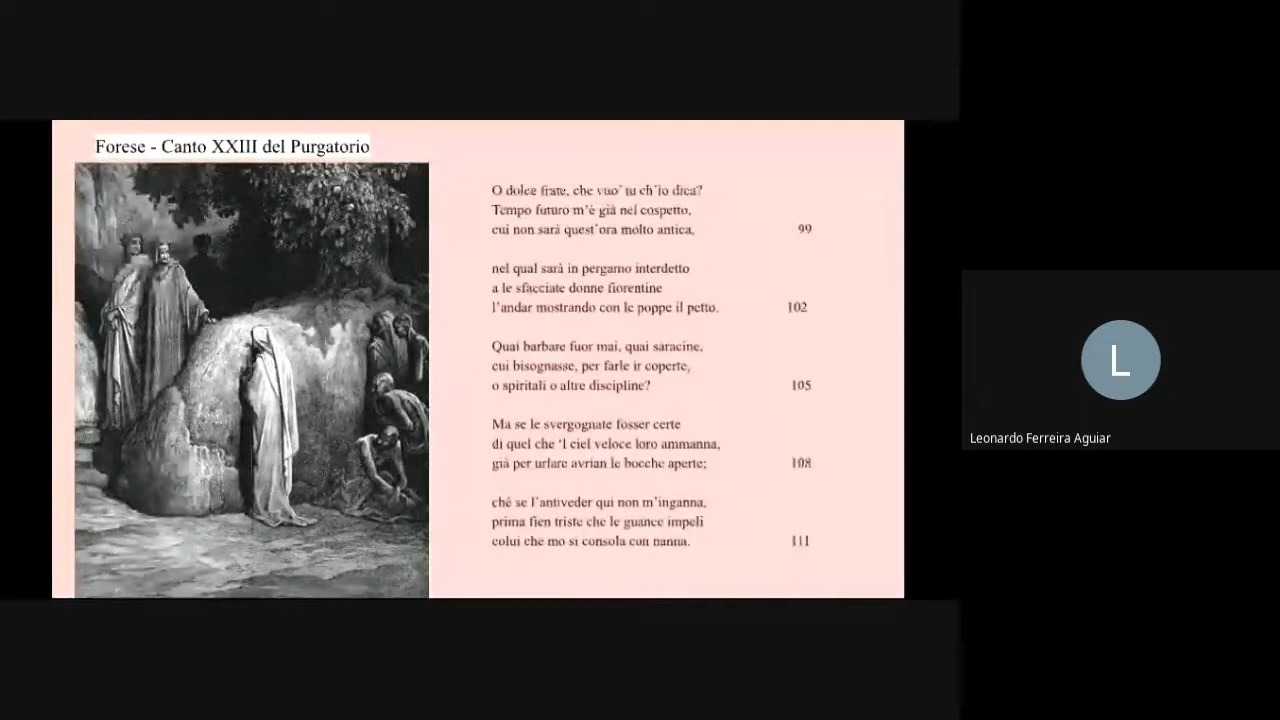 Forese - Canto XXIII del Purgatorio
O dolce frate, che vuo' tu ch'io dica?
Tempo futuro m'è già nel cospetto,
cui non sarà quest'ora molto antica, 99
nel qual sarà in pergamo interdetto
a le sfacciate donne fiorentine
l'andar mostrando con le poppe il petto. 102
Quai barbare fuor mai, quai saracine,
cui bisognasse, per farle ir coperte,
o spiritali o altre discipline? 105
Ma se le svergognate fosser certe
di quel che 'l ciel veloce loro ammanna,
già per urlare avrian le bocche aperte; 108
ché se l'antiveder qui non m'inganna,
prima fien triste che le guance impeli
colui che mo si consola con nanna. 111
L
Leonardo Ferreira Aguiar